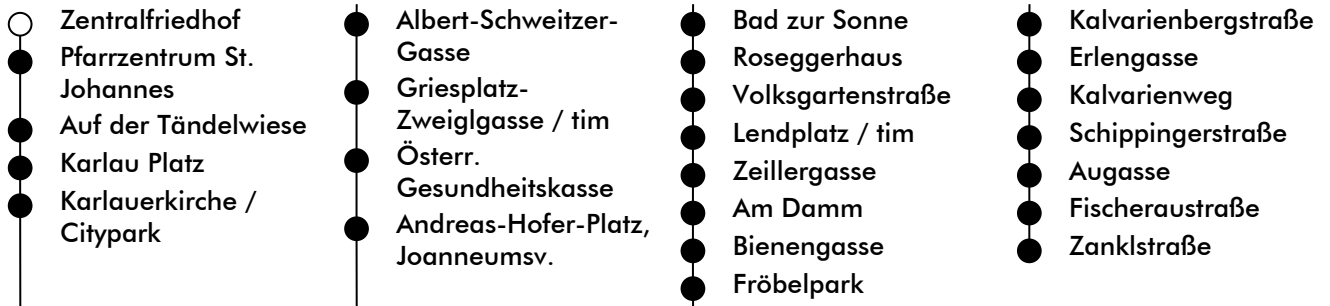 Zentralfriedhof
Pfarrzentrum St.
Johannes
Auf der Tändelwiese
Karlau Platz
Karlauerkirche /
Citypark
Albert-Schweitzer-
Gasse
Griesplatz-
Zweiglgasse / tim
Österr.
Gesundheitskasse
Andreas-Hofer-Platz,
Joanneumsv.
Bad zur Sonne
Roseggerhaus
Volksgartenstraße
Lendplatz / tim
Zeillergasse
Am Damm
Bienengasse
Fröbelpark
Kalvarienbergstraße
Erlengasse
Kalvarienweg
Schippingerstraße
Augasse
Fischeraustraße
Zanklstraße